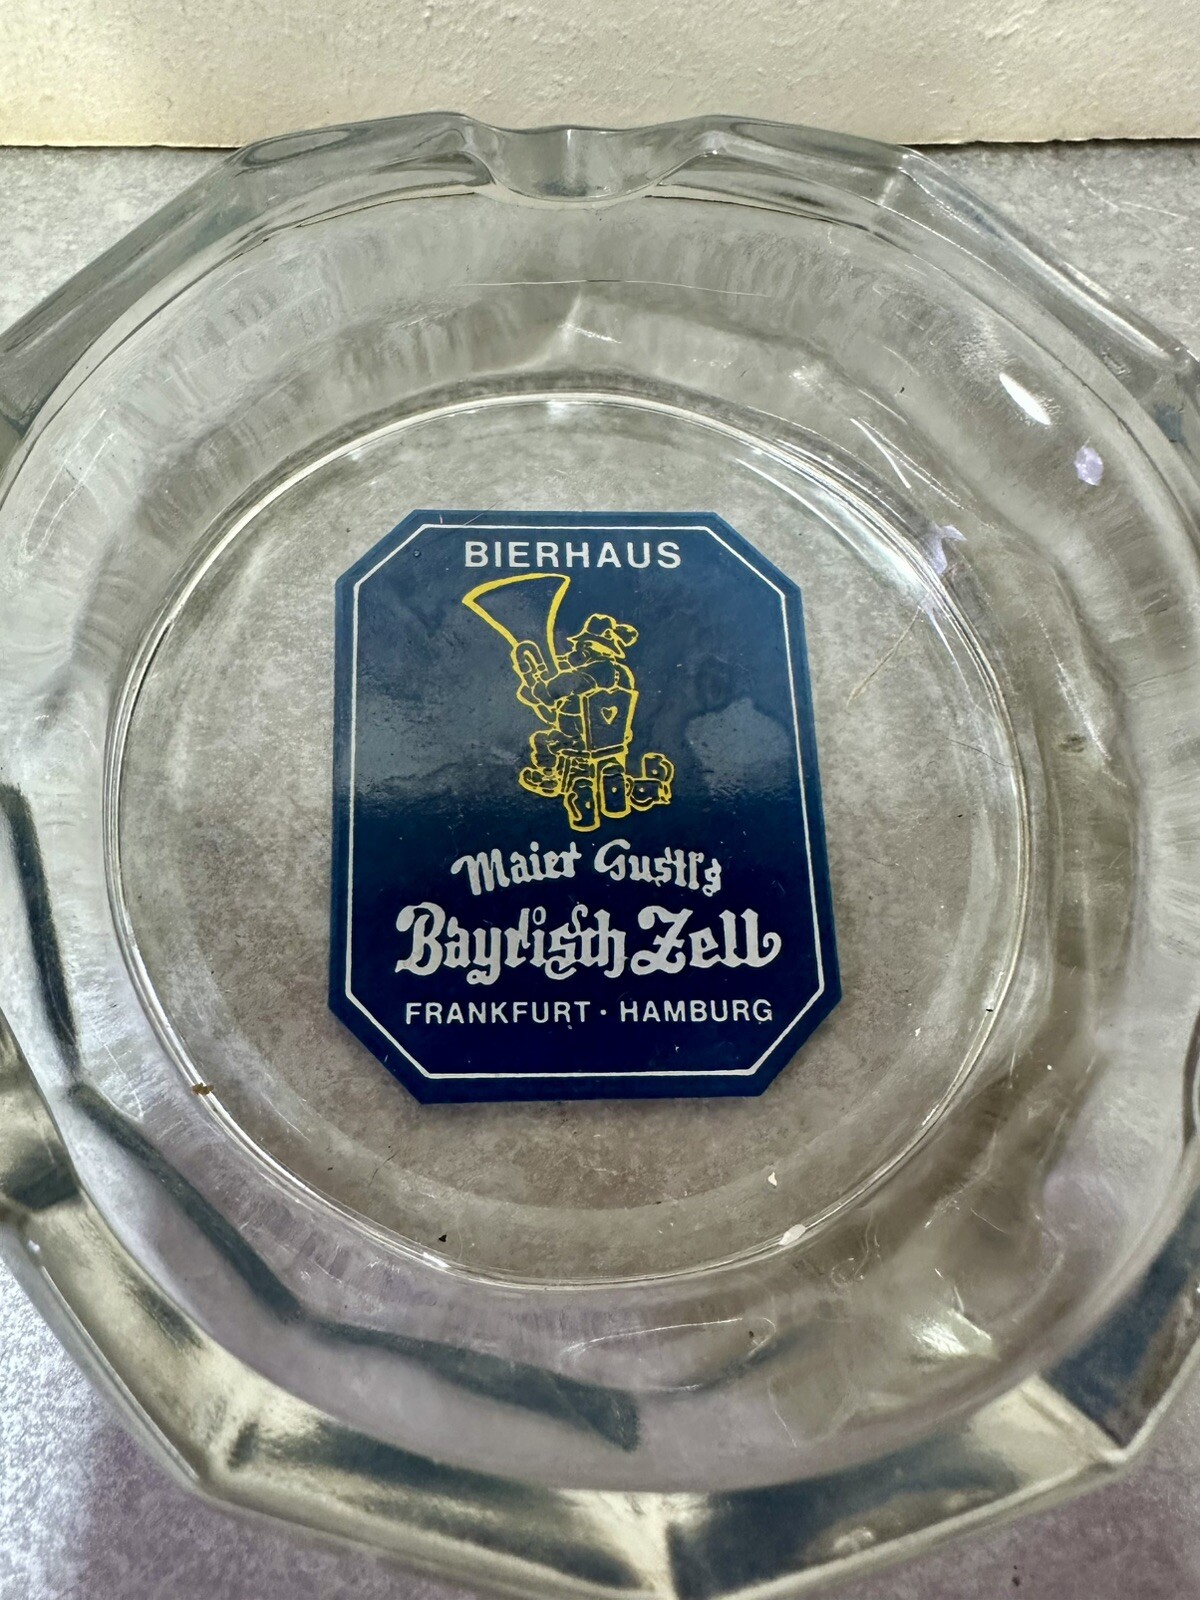 BIERHAUS
Maier Gustl's
Bayrisch Zell
FRANKFURT · HAMBURG